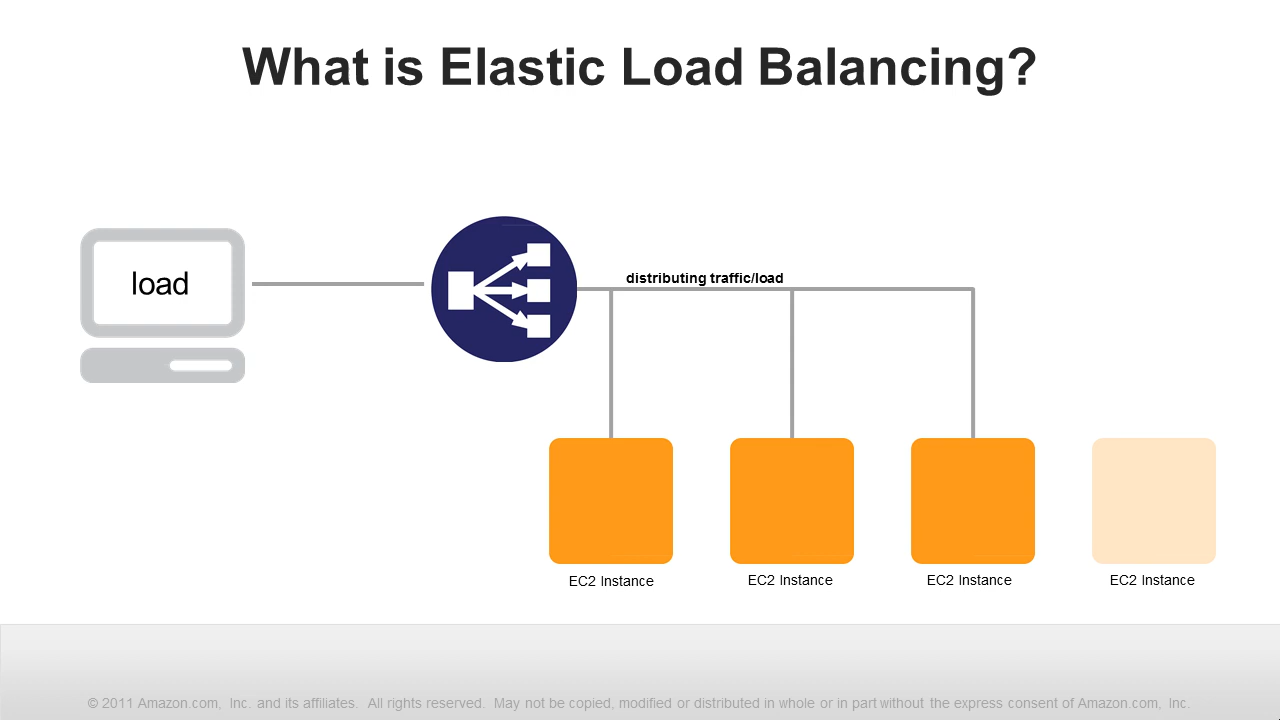 What is Elastic Load Balancing?
load
distributing traffic/load
EC2 Instance
EC2 Instance
EC2 Instance
EC2 Instance
© 2011 Amazon.com, Inc. and its affiliates. All rights reserved. May not be copied, modified or distributed in whole or in part without the express consent of Amazon.com, Inc.